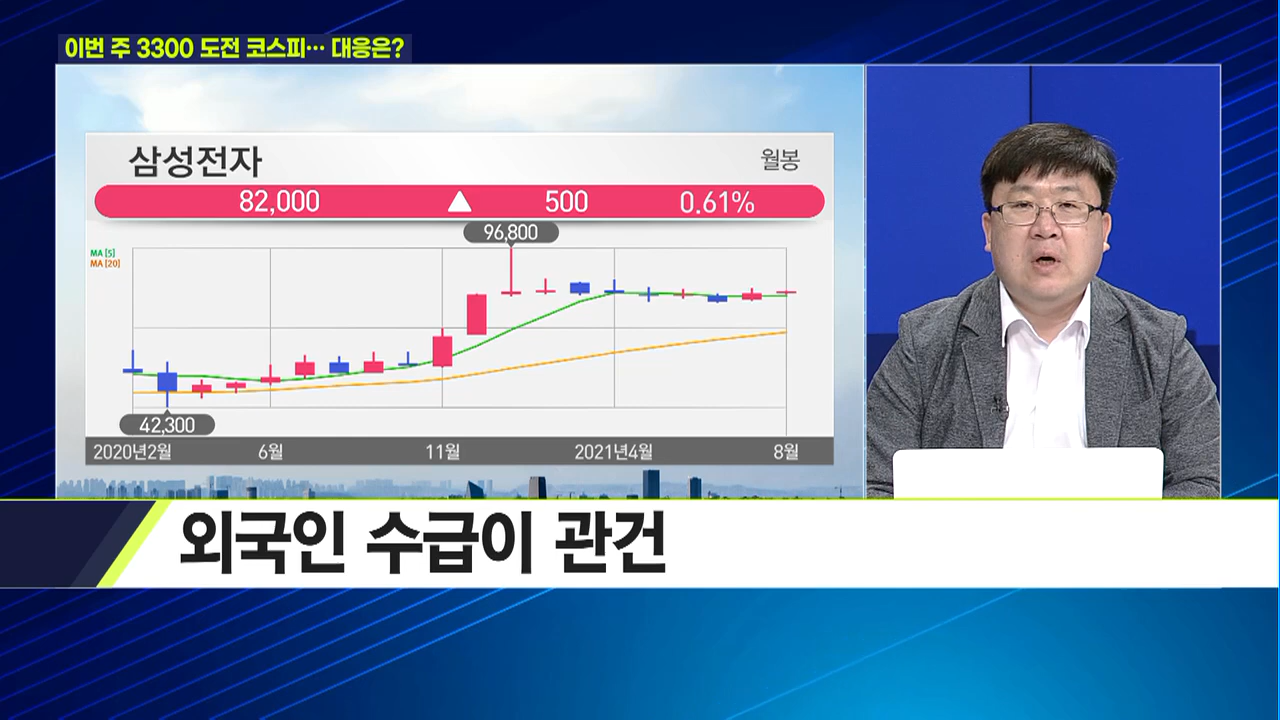 이번 주 3300 도전 코스피… 대응은?
삼성전자
월봉
82,000 ▲ 500 0.61%
96,800
MA [5]
MA [20]
42,300
2020년2월 6월 11월 2021년4월 8월
외국인 수급이 관건